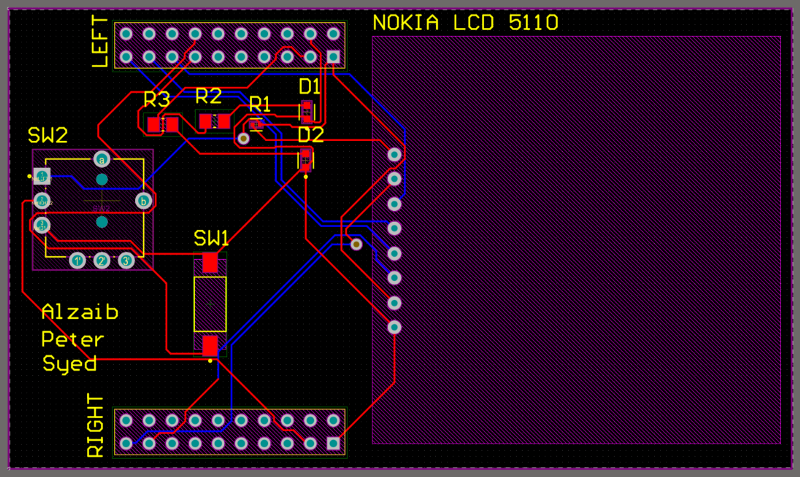 NOKIA LCD 5110
LEFT
D1
R3
R2
R1
SW2
D2
a
b
SW1
1
2
3
Alzaib
Peter
Syed
RIGHT